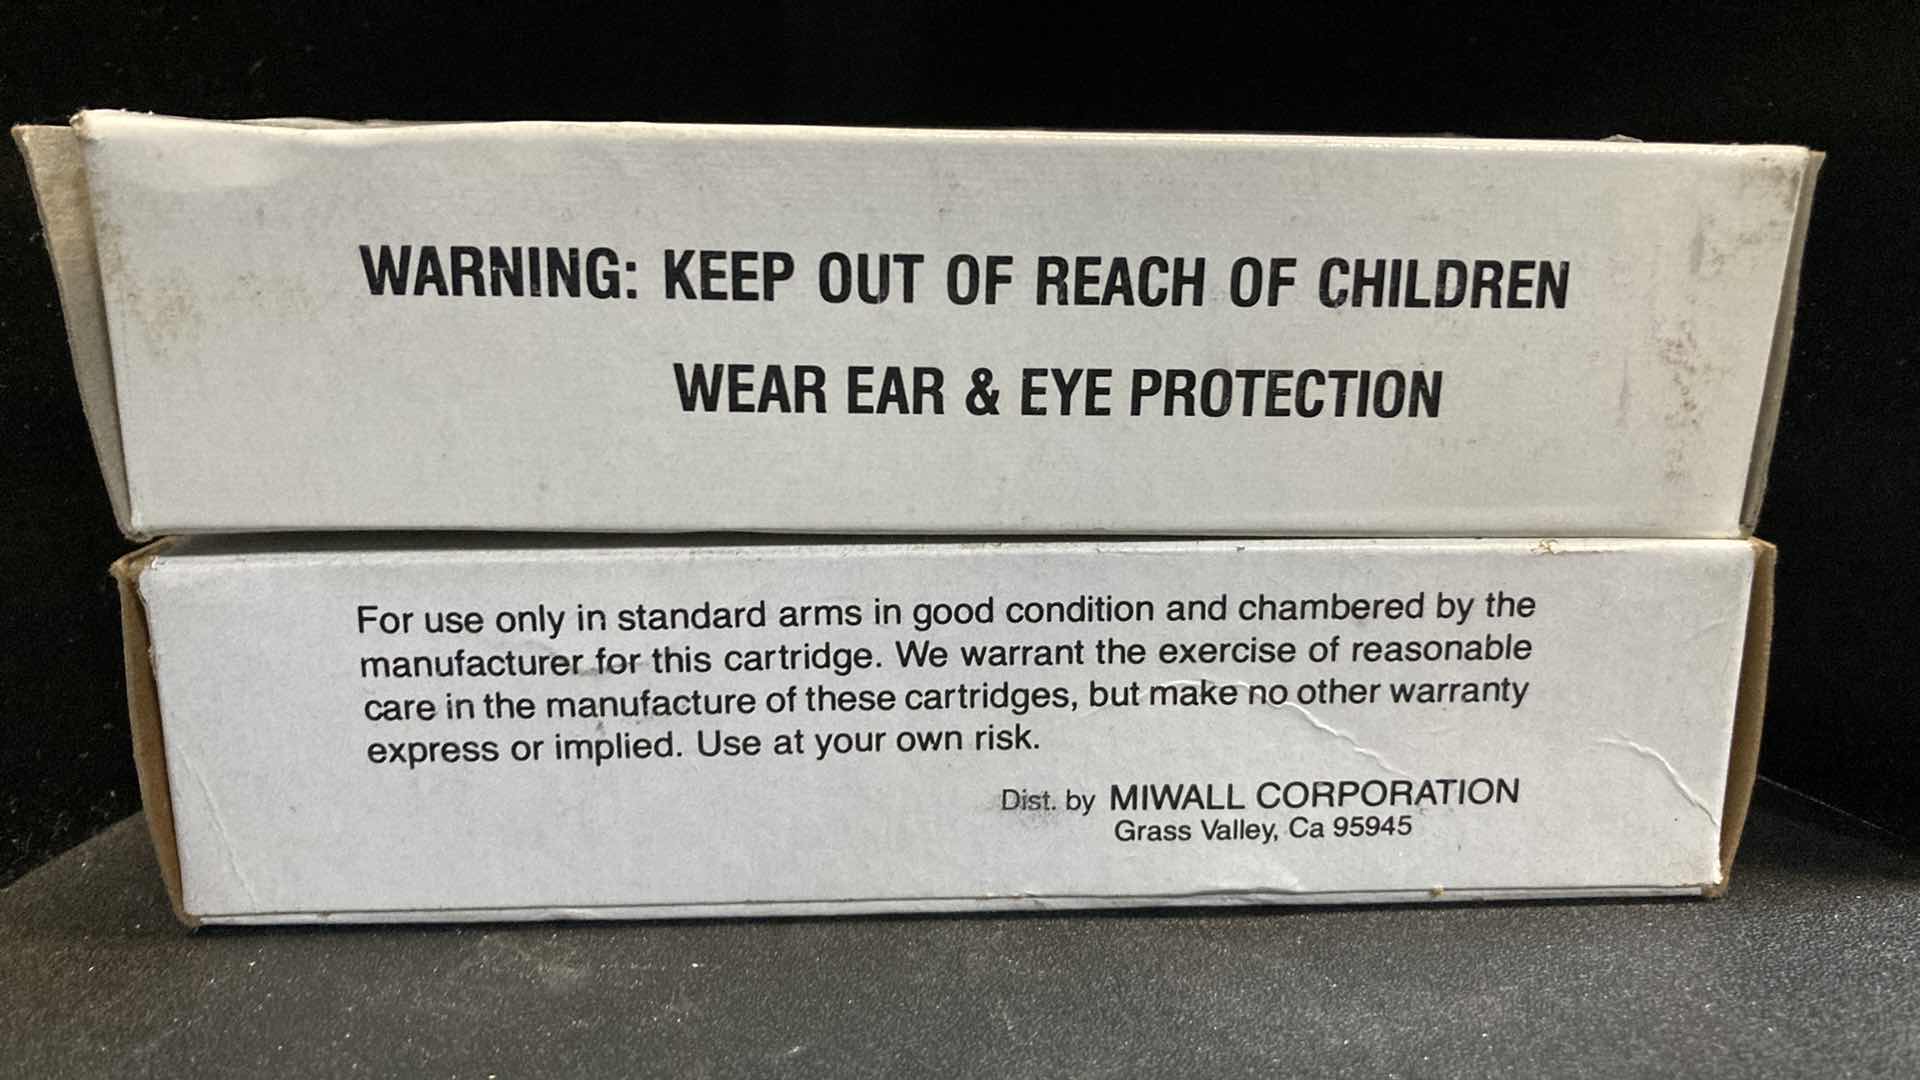 WARNING: KEEP OUT OF REACH OF CHILDREN
WEAR EAR & EYE PROTECTION
For use only in standard arms in good condition and chambered by the
manufacturer for this cartridge. We warrant the exercise of reasonable
care in the manufacture of these cartridges, but make no other warranty
express or implied. Use at your own risk.
Dist. by MIWALL CORPORATION
Grass Valley, Ca 95945